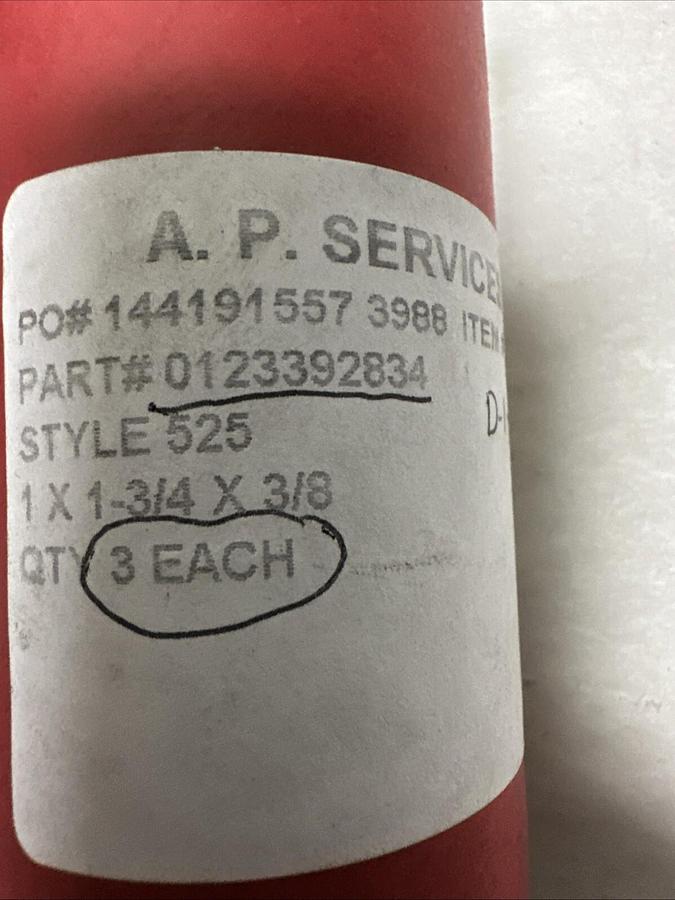 A. P. SERVICE
PO# 144191557 3988 ITEM
PART# 0123392834
D-
STYLE 525
1 X 1-3/4 X 3/8
QTY 3 EACH